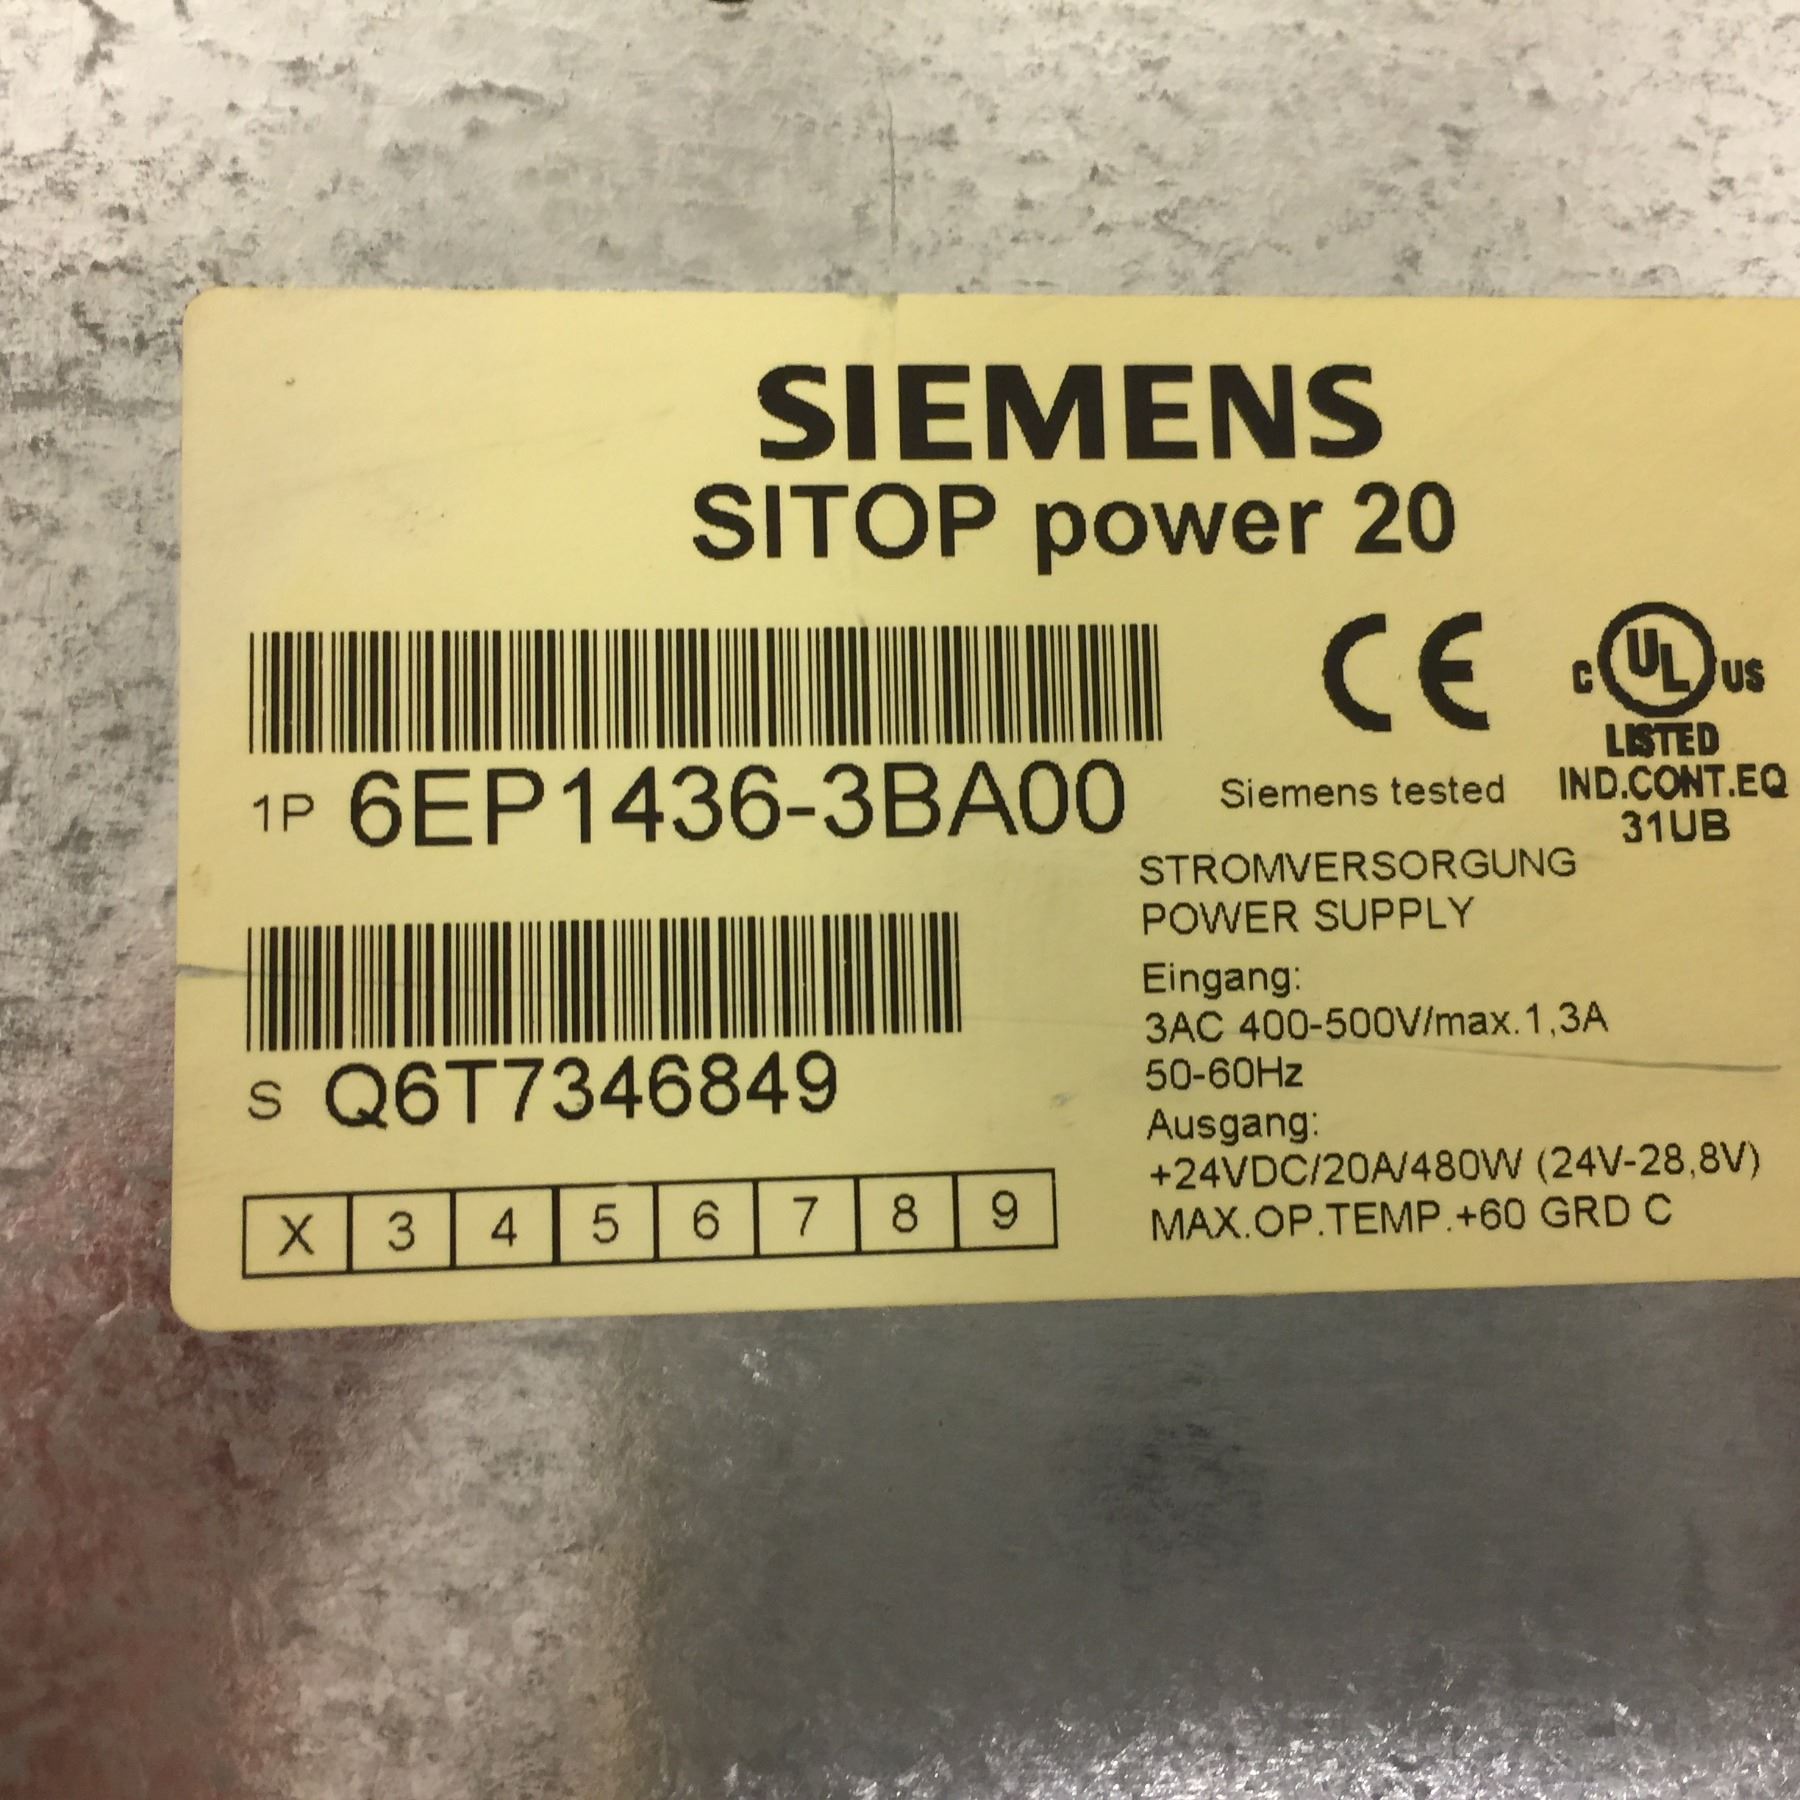 SIEMENS
SITOP power 20
1P 6EP1436-3BA00
CE
Siemens tested
C UL US
LISTED
IND.CONT.EQ
31UB
STROMVERSORGUNG
POWER SUPPLY
Eingang:
3AC 400-500V/max.1,3A
50-60Hz
Ausgang:
+24VDC/20A/480W (24V-28,8V)
MAX.OP.TEMP.+60 GRD C
S Q6T7346849
X 3 4 5 6 7 8 9